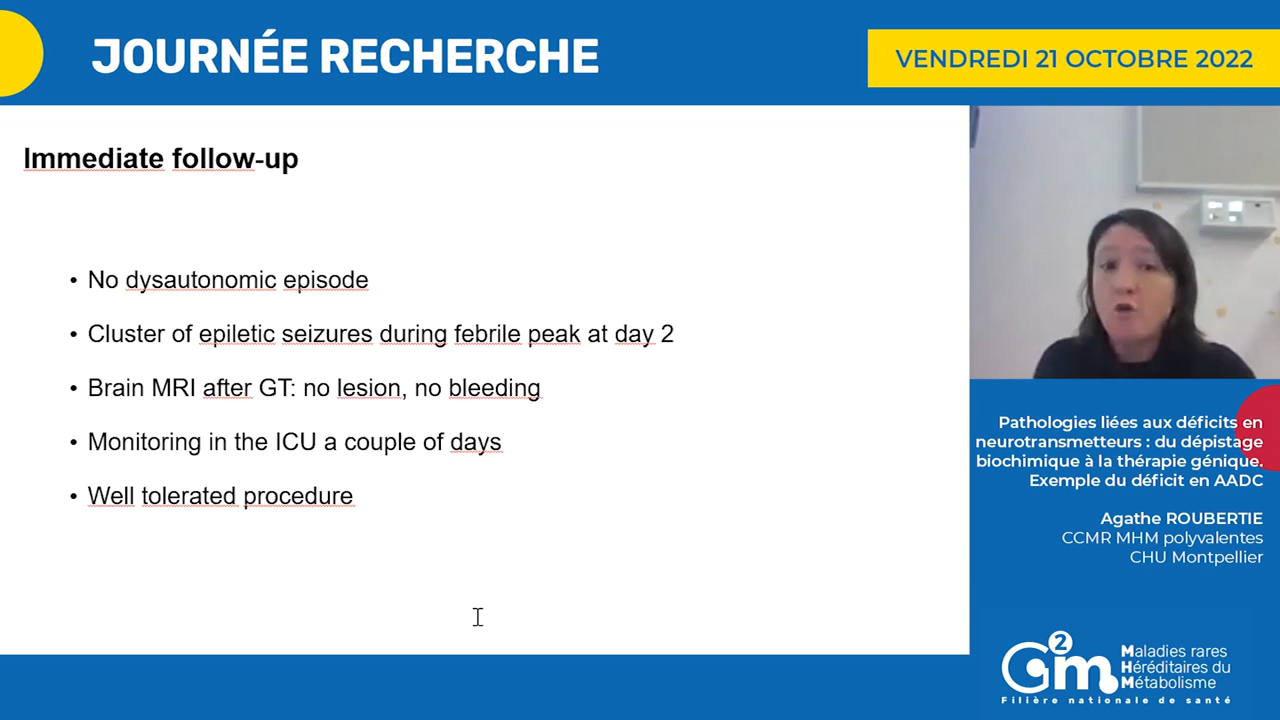 JOURNÉE RECHERCHE
VENDREDI 21 OCTOBRE 2022
Immediate follow-up
• No dysautonomic episode
• Cluster of epiletic seizures during febrile peak at day 2
• Brain MRI after GT: no lesion, no bleeding
• Monitoring in the ICU a couple of days
• Well tolerated procedure
Pathologies liées aux déficits en
neurotransmetteurs : du dépistage
biochimique à la thérapie génique.
Exemple du déficit en AADC
Agathe ROUBERTIE
CCMR MHM polyvalentes
CHU Montpellier
G2m
Maladies rares
Héréditaires du
Métabolisme
Filière nationale de santé